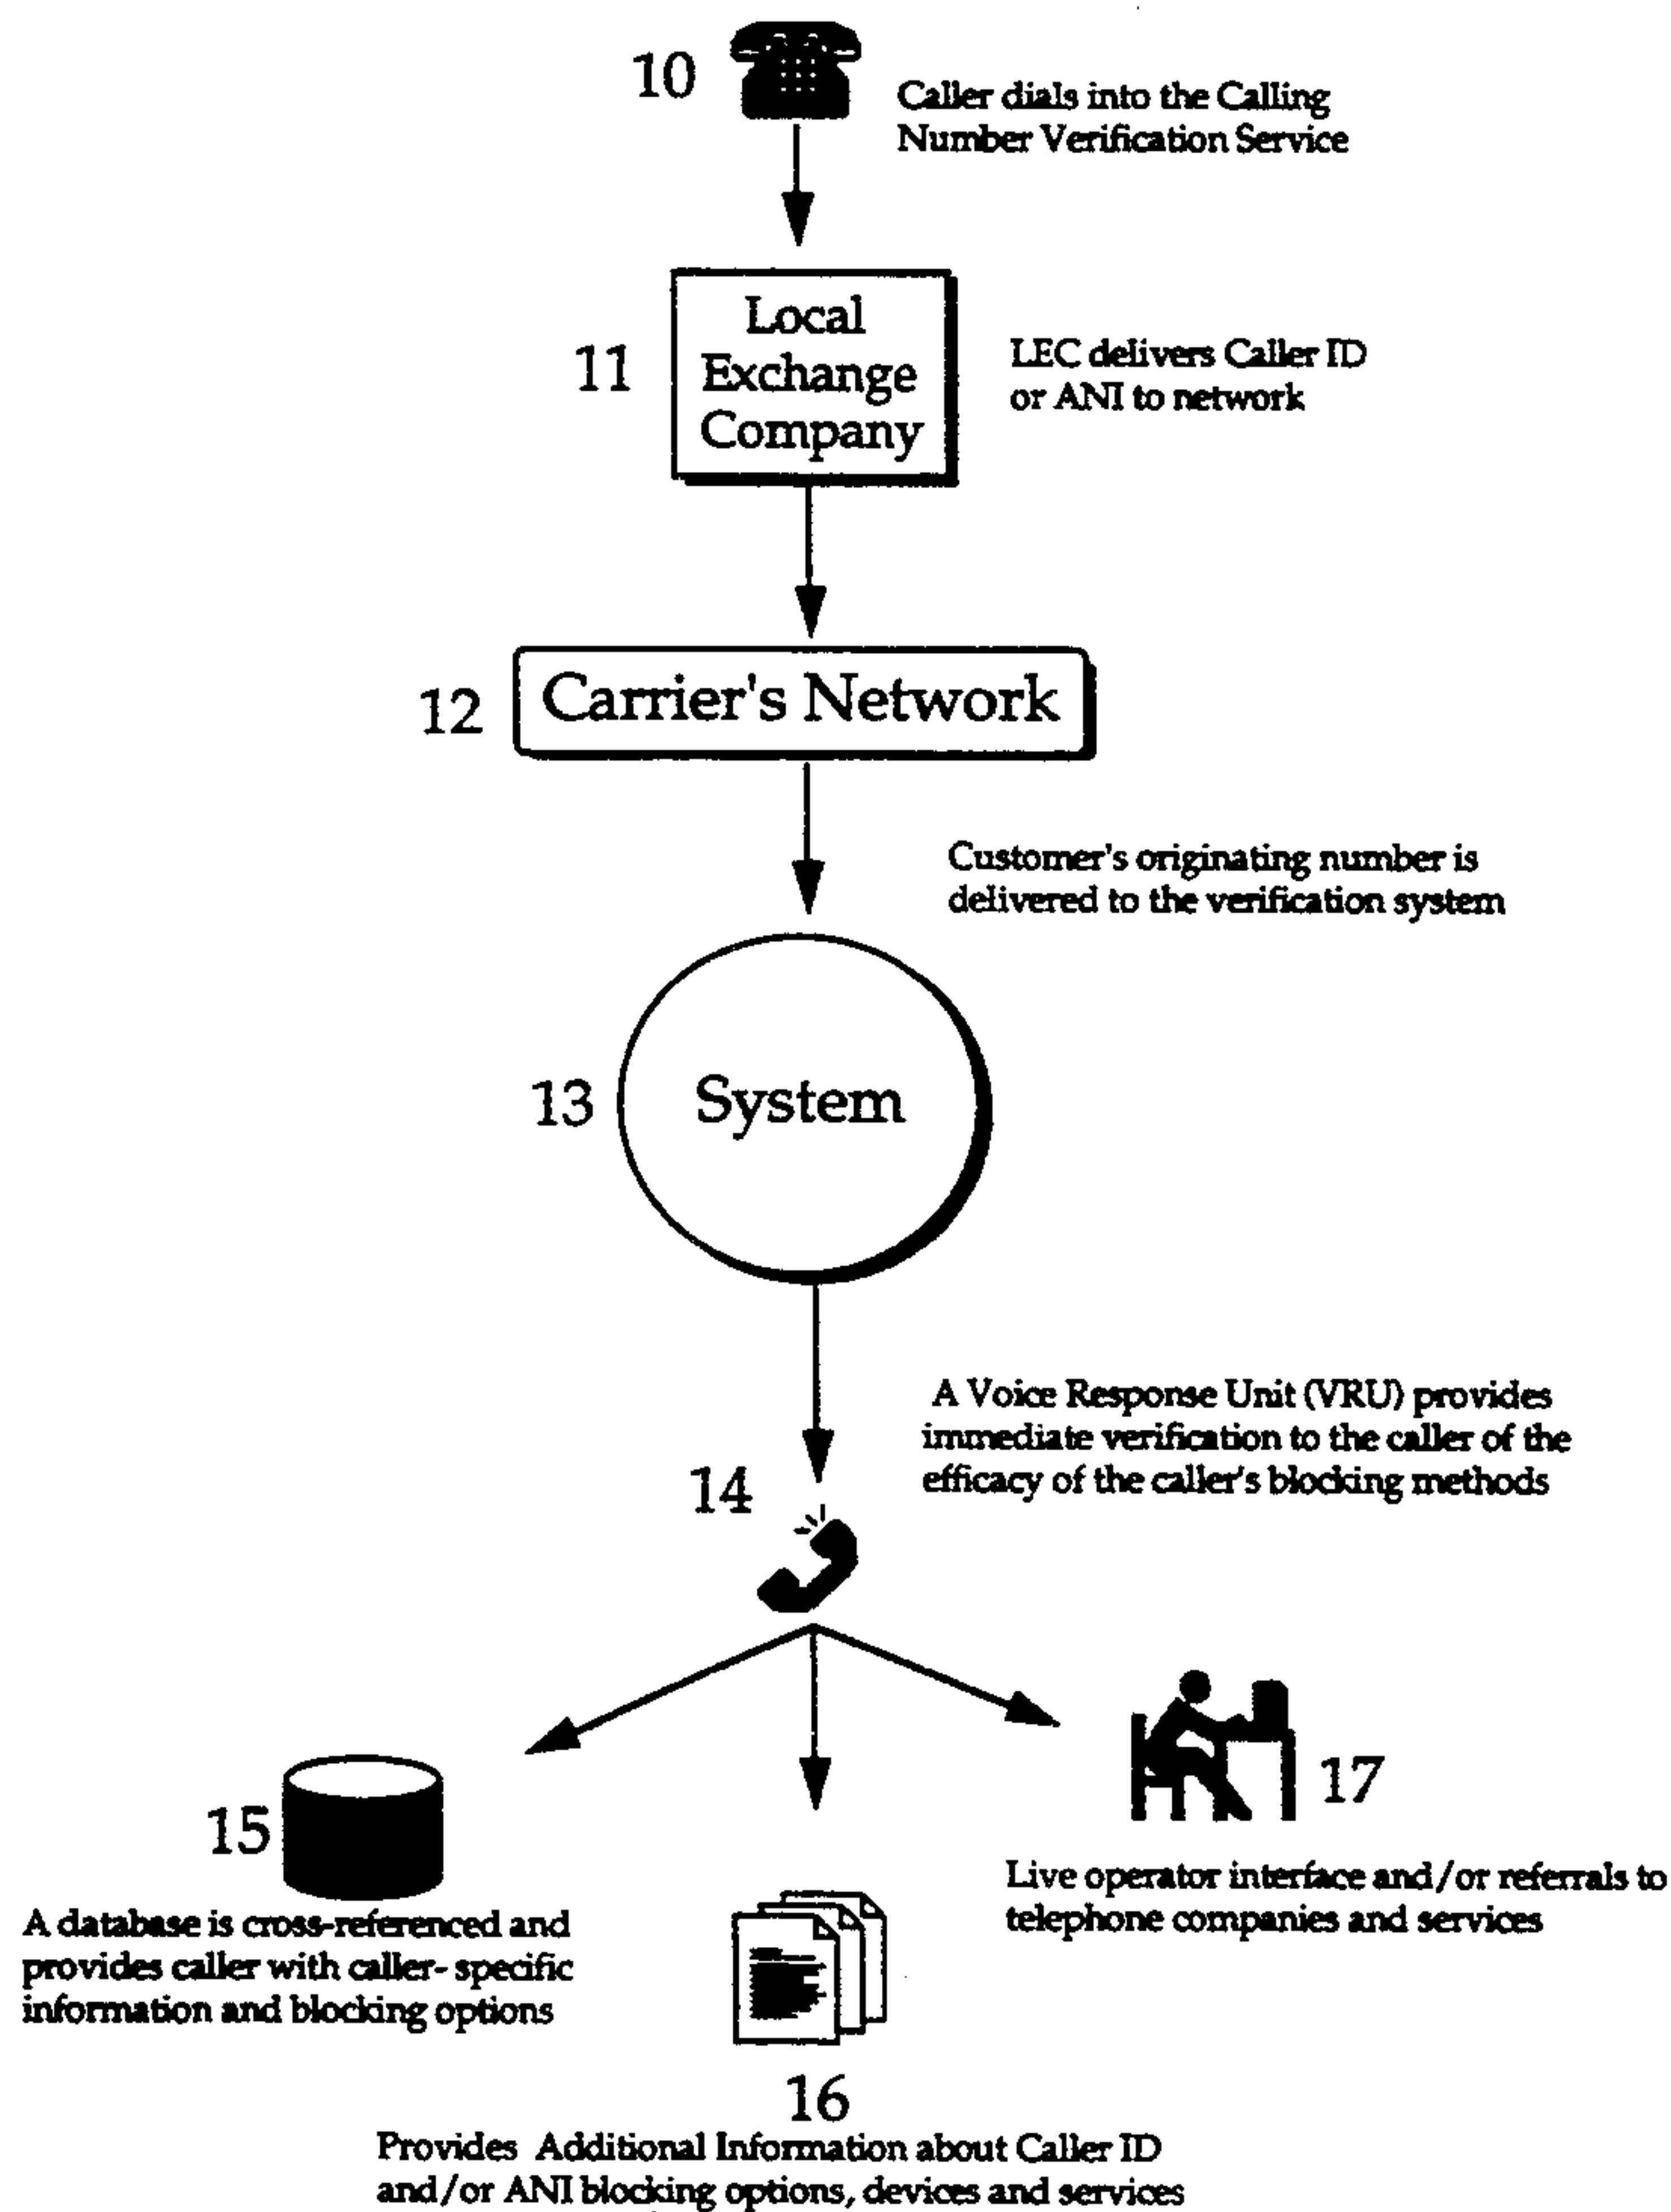 10
Caller dials into the Calling
Number Verification Service
Local
Exchange
Company
11
LEC delivers Caller ID
or ANI to network
12
Carrier's Network
Customer's originating number is
delivered to the verification system
13
System
A Voice Response Unit (VRU) provides
immediate verification to the caller of the
efficacy of the caller's blocking methods
14
17
15
Live operator interface and/or referrals to
telephone companies and services
A database is cross-referenced and
provides caller with caller- specific
information and blocking options
16
Provides Additional Information about Caller ID
and/or ANI blocking options, devices and services